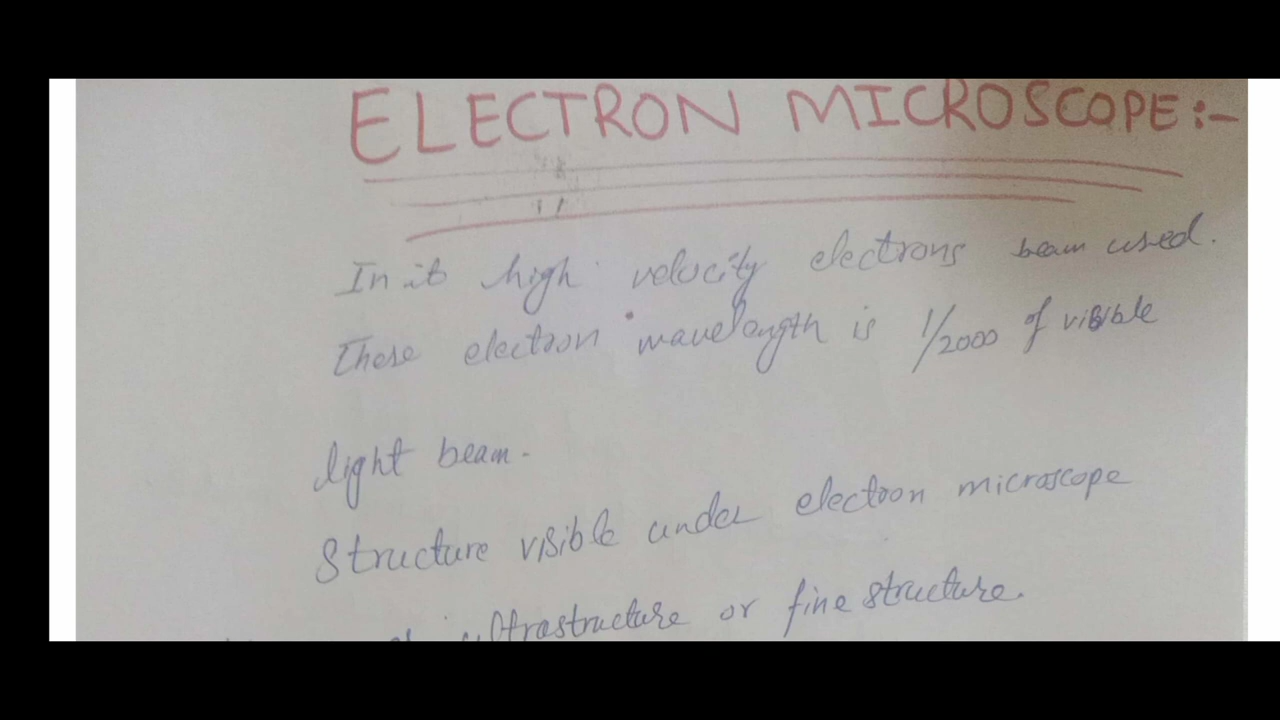 ELECTRON MICROSCOPE:-
In it high velocity electrons beam used.
These electron wavelength is 1/2000 of visible
light beam.
Structure visible under electron microscope
ultrastructure or fine structure.